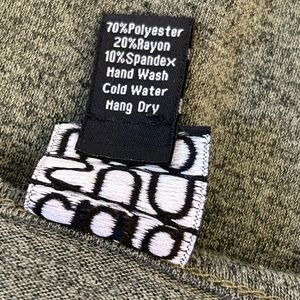 70%Polyester
20%Rayon
10%Spandex
Hand Wash
Cold Water
Hang Dry